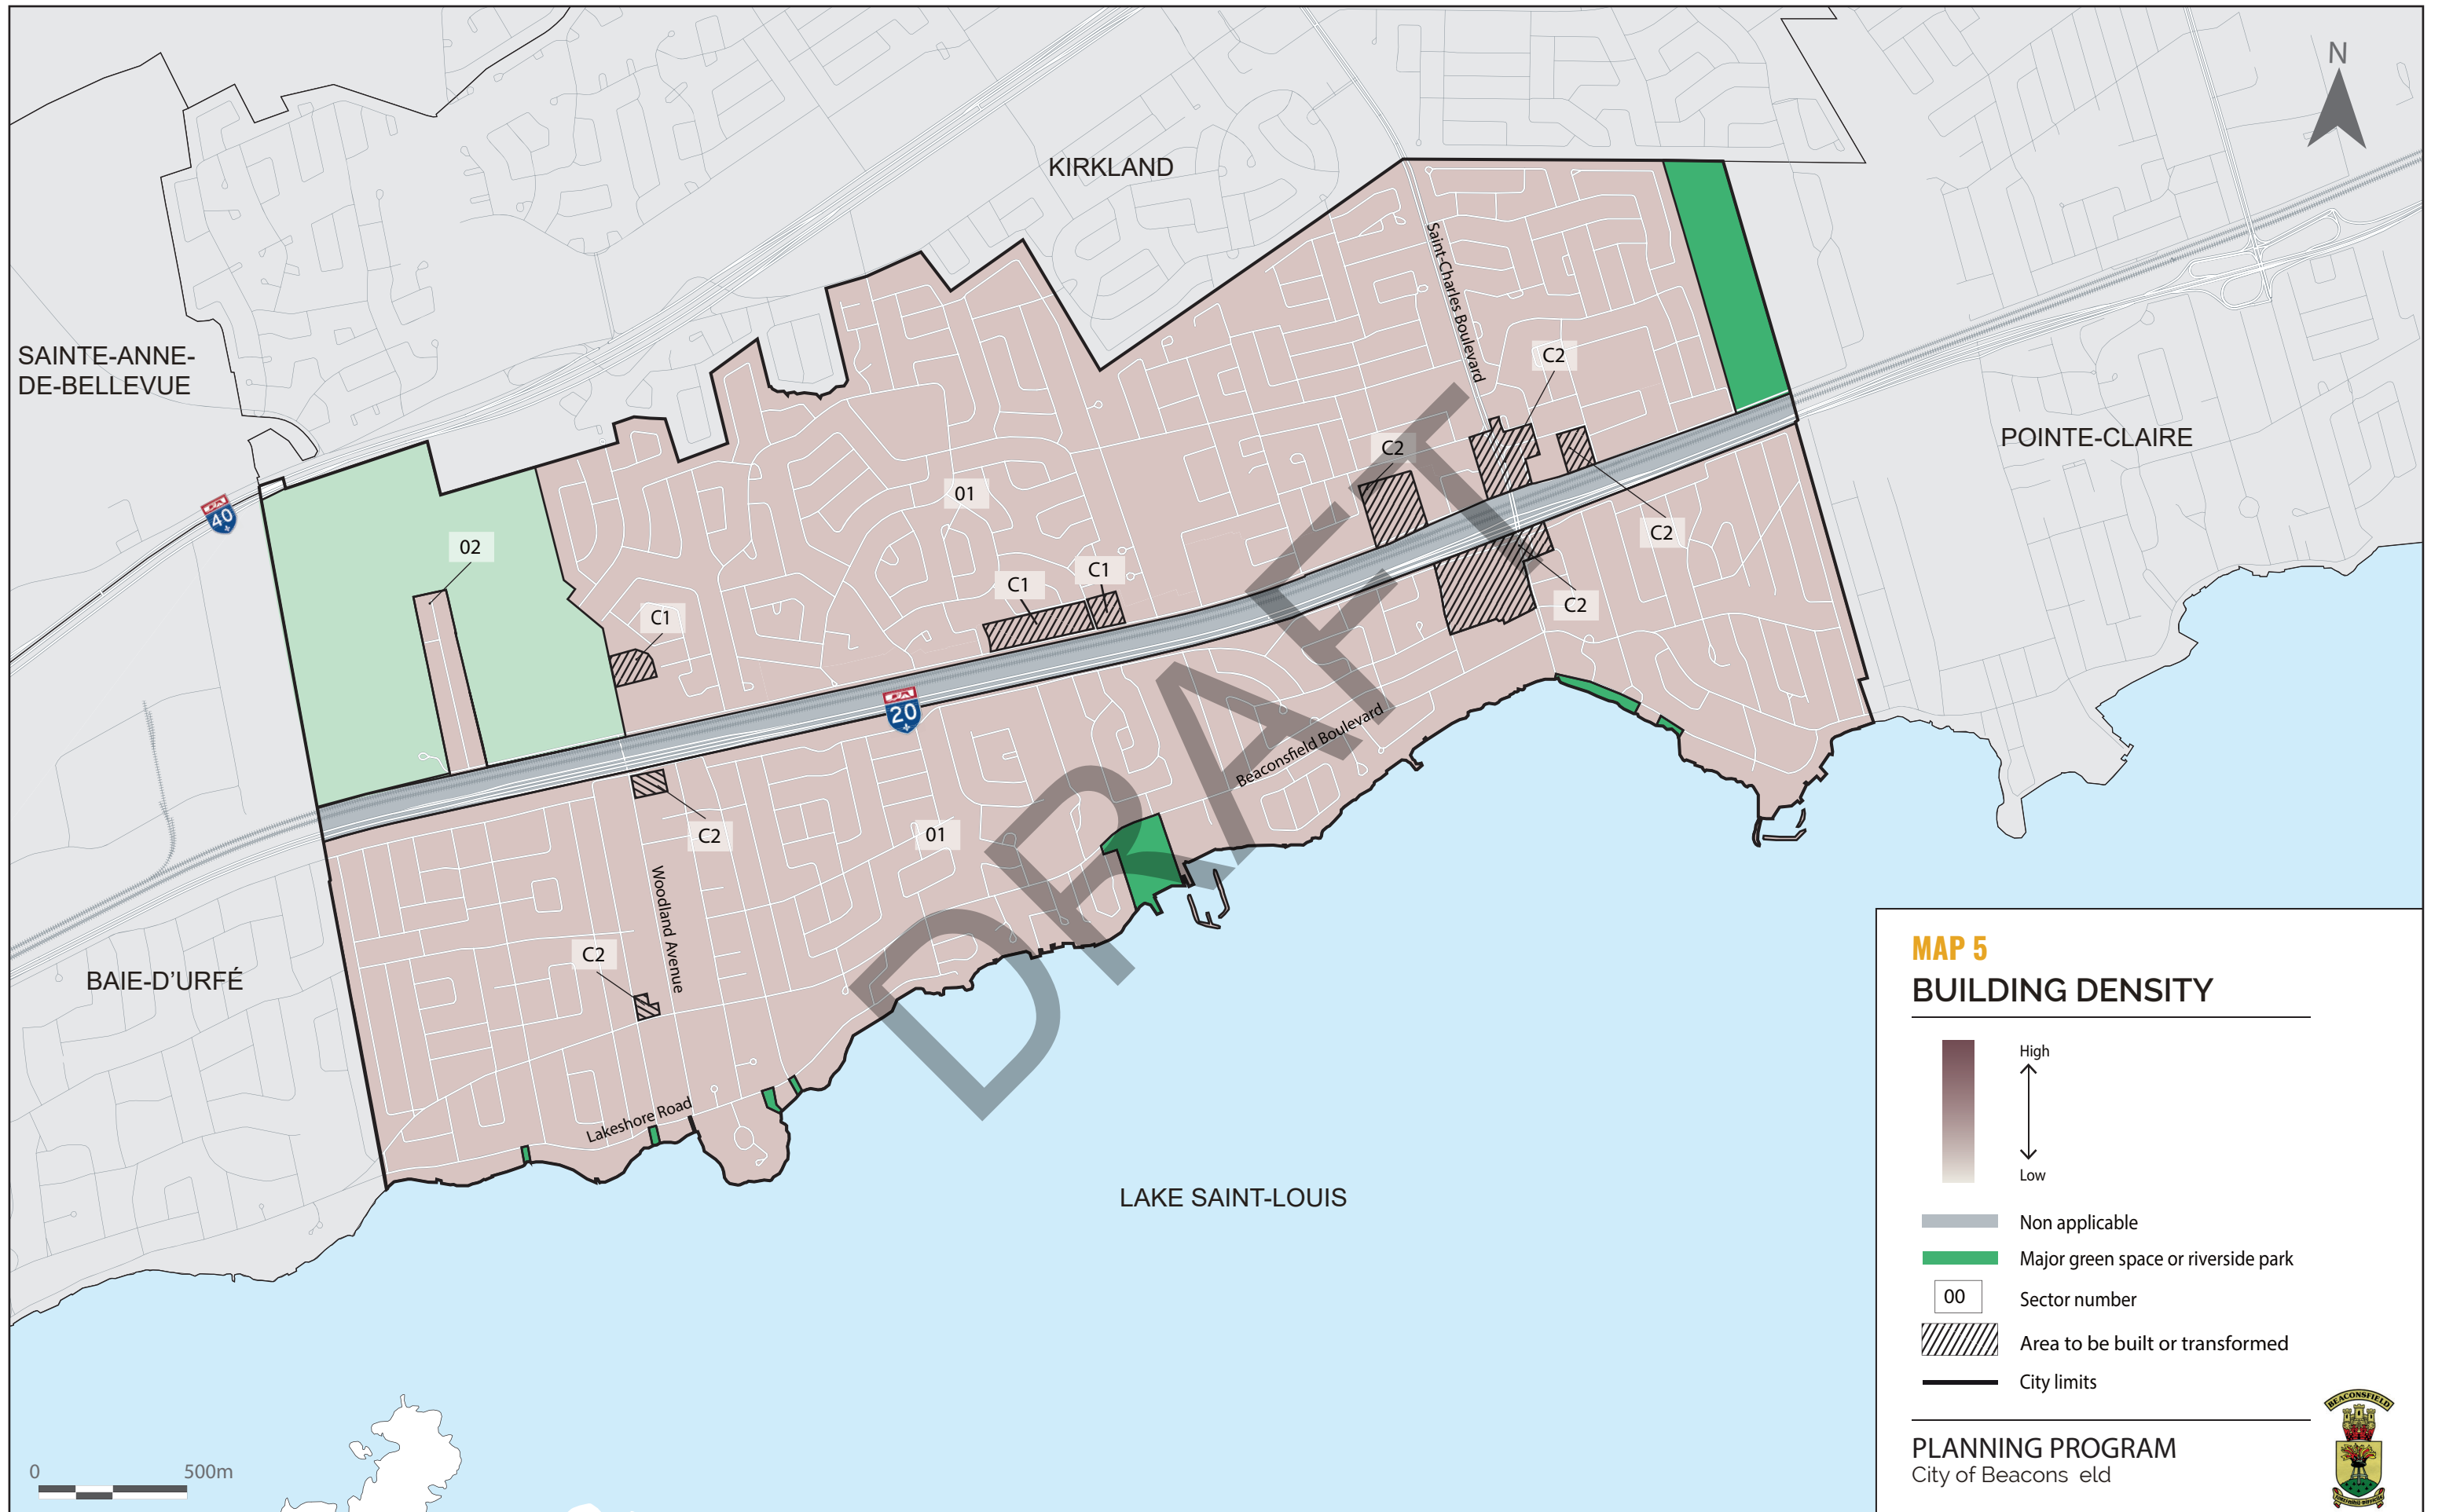 N
KIRKLAND
SAINTE-ANNE-
DE-BELLEVUE
Saint-Charles Boulevard
C2
POINTE-CLAIRE
C2
01
40
02
C2
C1
C1
C1
C2
20
Beaconsfield Boulevard
C2
01
Woodland Avenue
C2
BAIE-D'URFÉ
Lakeshore Road
LAKE SAINT-LOUIS
DRAFT
0 500m
MAP 5
BUILDING DENSITY
High
Low
Non applicable
Major green space or riverside park
00 Sector number
Area to be built or transformed
City limits
PLANNING PROGRAM
City of Beacons eld
BEACONSFIELD